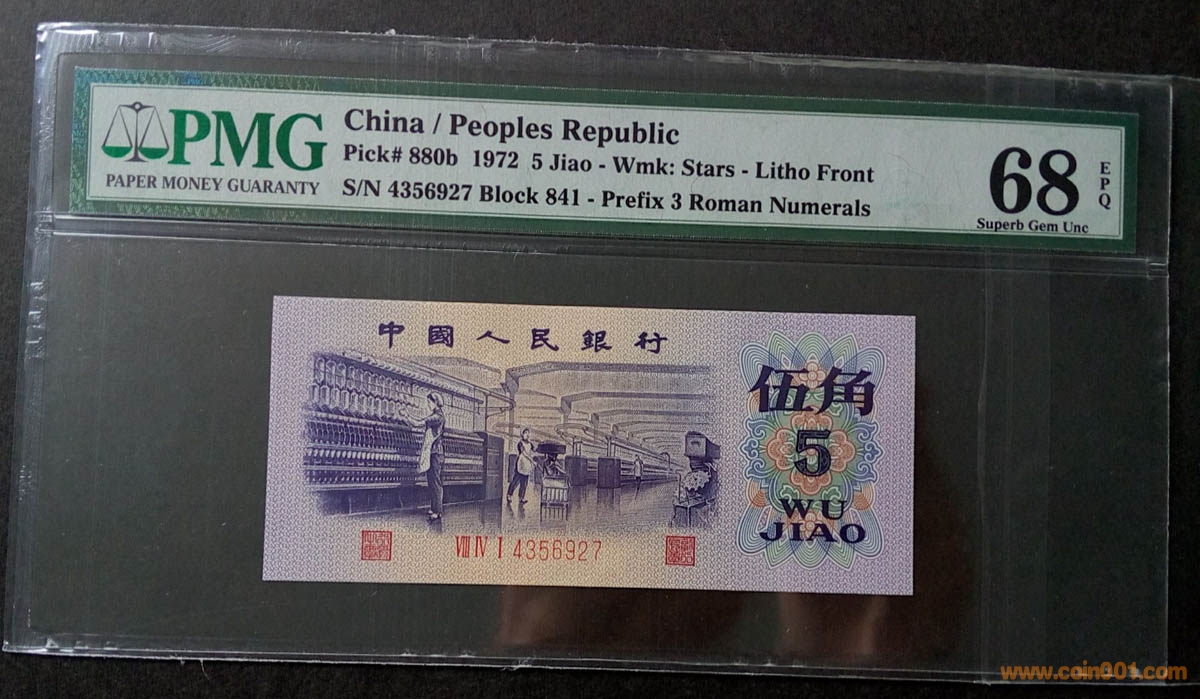 PMG
PAPER MONEY GUARANTY
China / Peoples Republic
Pick# 880b 1972 5 Jiao - Wmk: Stars - Litho Front
S/N 4356927 Block 841 - Prefix 3 Roman Numerals
68
EPQ
Superb Gem Unc
中國人民銀行
伍角
5
WU
JIAO
VIII IV I 4356927
www.coin001.com